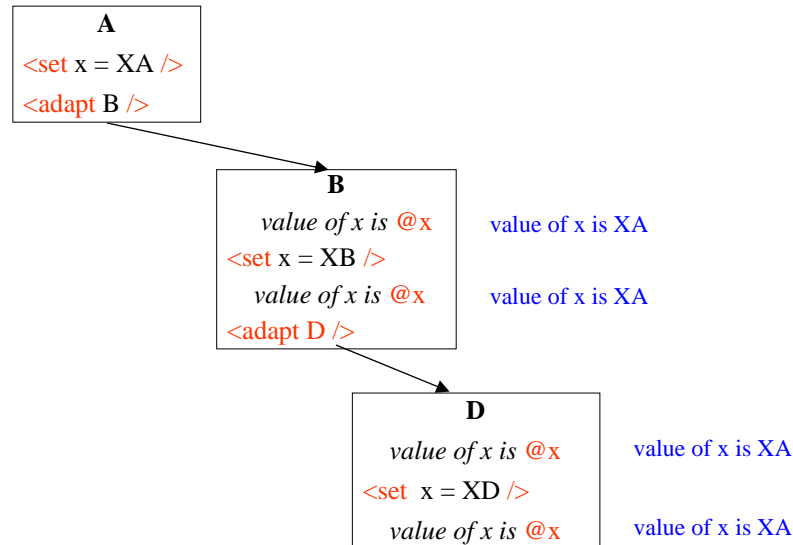 A
<set x = XA />
<adapt B />
B
value of x is @x
value of x is XA
<set x = XB />
value of x is @x
value of x is XA
<adapt D />
D
value of x is @x
value of x is XA
<set x = XD />
value of x is @x
value of x is XA